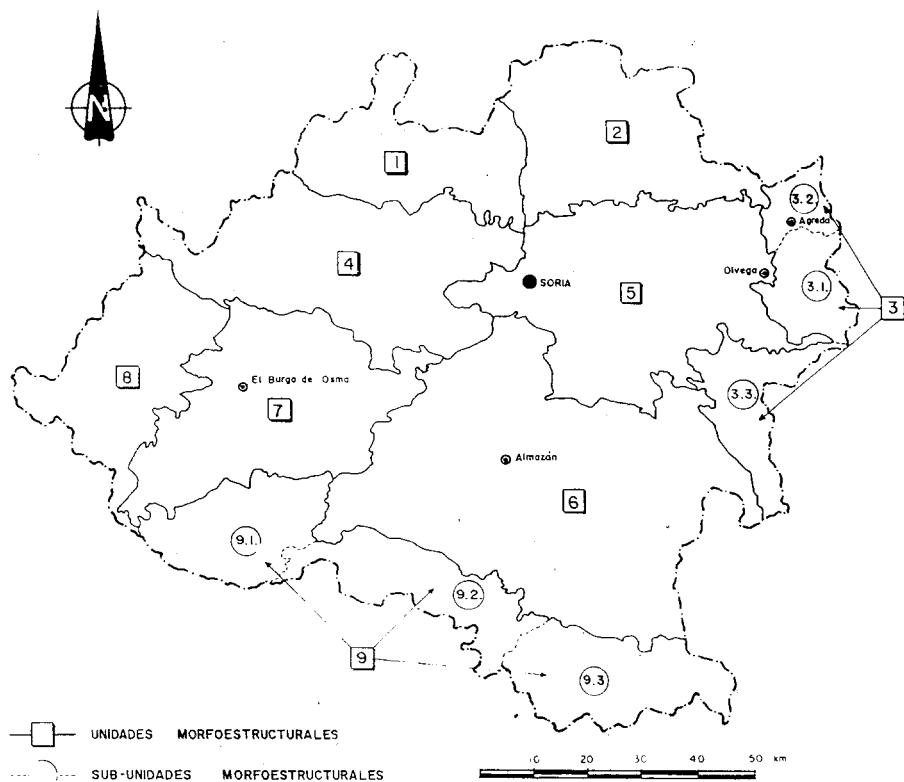 N
1
2
3.2.
Agreda
4
SORIA
5
Olvega
3.1.
3
8
El Burgo de Osma
7
3.3.
Almazán
6
9.1.
9.2.
9
9.3
UNIDADES MORFOESTRUCTURALES
SUB-UNIDADES MORFOESTRUCTURALES
10 20 30 40 50 km